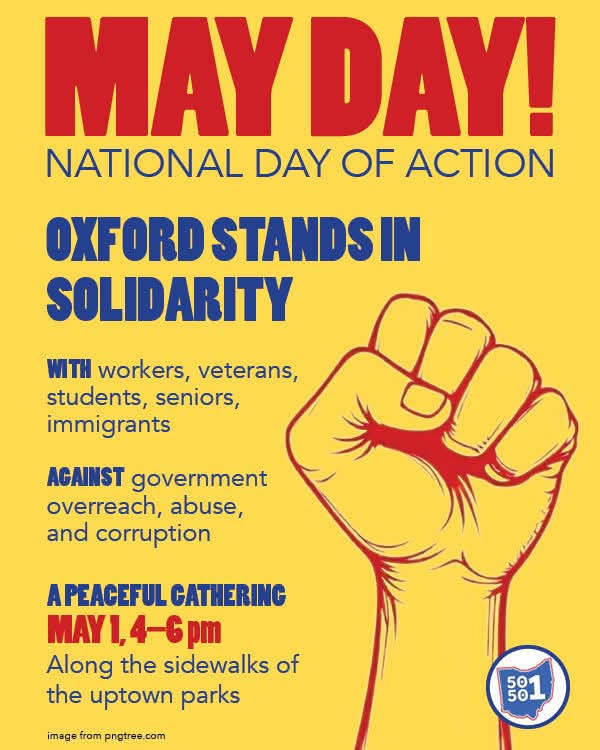 MAY DAY!
NATIONAL DAY OF ACTION
OXFORD STANDS IN
SOLIDARITY
WITH workers, veterans,
students, seniors,
immigrants
AGAINST government
overreach, abuse,
and corruption
A PEACEFUL GATHERING
MAY 1, 4–6 pm
Along the sidewalks of
the uptown parks
50
50 1
image from pngtree.com